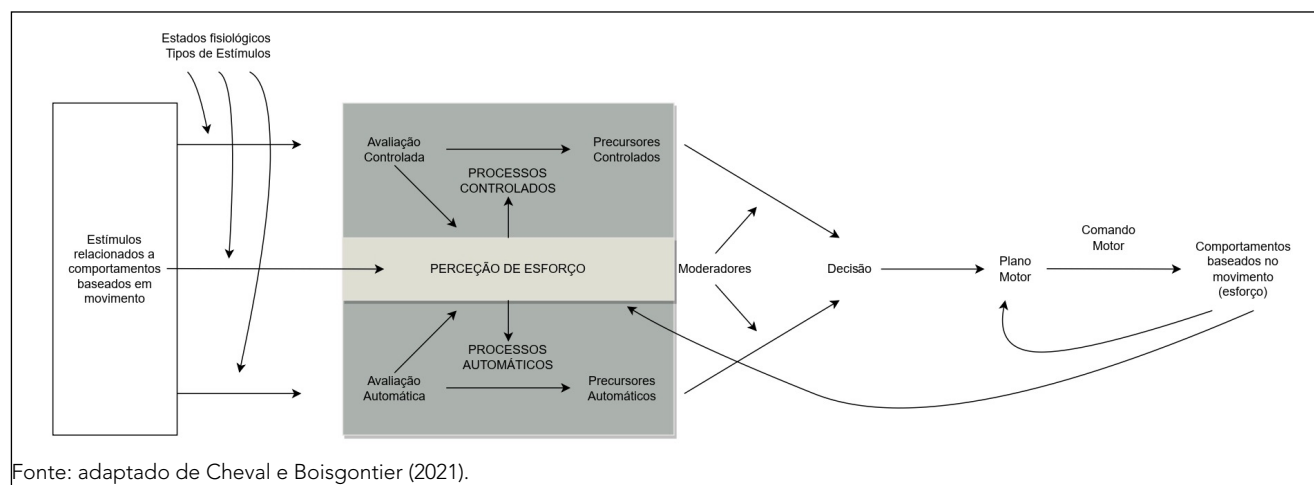 Estados fisiológicos
Tipos de Estímulos
Estímulos
relacionados a
comportamentos
baseados em
movimento
Avaliação
Controlada
Precursores
Controlados
PROCESSOS
CONTROLADOS
PERCEÇÃO DE ESFORÇO
PROCESSOS
AUTOMÁTICOS
Avaliação
Automática
Precursores
Automáticos
Moderadores
Decisão
Plano
Motor
Comando
Motor
Comportamentos
baseados no
movimento
(esforço)
Fonte: adaptado de Cheval e Boisgontier (2021).